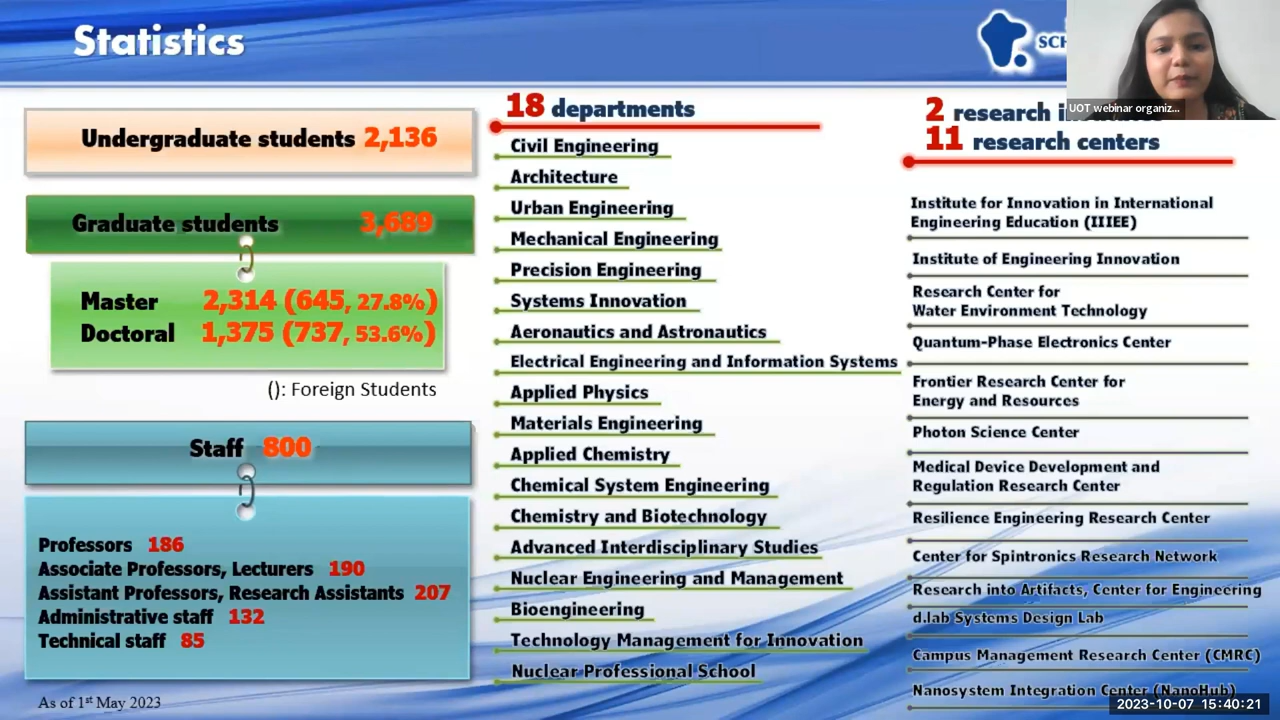 Statistics
SCH
UOT webinar organiz...
Undergraduate students 2,136
Graduate students 3,689
Master 2,314 (645, 27.8%)
Doctoral 1,375 (737, 53.6%)
(): Foreign Students
Staff 800
Professors 186
Associate Professors, Lecturers 190
Assistant Professors, Research Assistants 207
Administrative staff 132
Technical staff 85
As of 1st May 2023
18 departments
Civil Engineering
Architecture
Urban Engineering
Mechanical Engineering
Precision Engineering
Systems Innovation
Aeronautics and Astronautics
Electrical Engineering and Information Systems
Applied Physics
Materials Engineering
Applied Chemistry
Chemical System Engineering
Chemistry and Biotechnology
Advanced Interdisciplinary Studies
Nuclear Engineering and Management
Bioengineering
Technology Management for Innovation
Nuclear Professional School
2 research
11 research centers
Institute for Innovation in International
Engineering Education (IIIEE)
Institute of Engineering Innovation
Research Center for
Water Environment Technology
Quantum-Phase Electronics Center
Frontier Research Center for
Energy and Resources
Photon Science Center
Medical Device Development and
Regulation Research Center
Resilience Engineering Research Center
Center for Spintronics Research Network
Research into Artifacts, Center for Engineering
d.lab Systems Design Lab
Campus Management Research Center (CMRC)
Nanosystem Integration Center (NanoHub)
2023-10-07 15:40:21